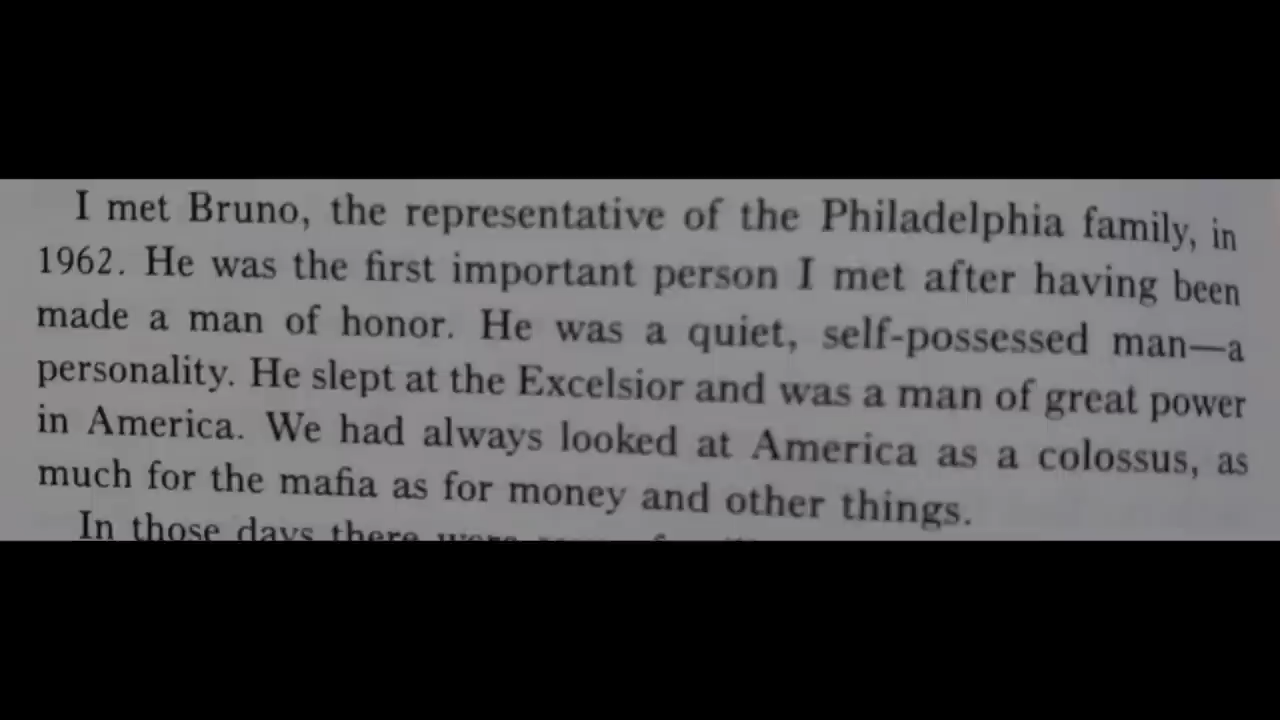 I met Bruno, the representative of the Philadelphia family, in
1962. He was the first important person I met after having been
made a man of honor. He was a quiet, self-possessed man—a
personality. He slept at the Excelsior and was a man of great power
in America. We had always looked at America as a colossus, as
much for the mafia as for money and other things.
In those days there were